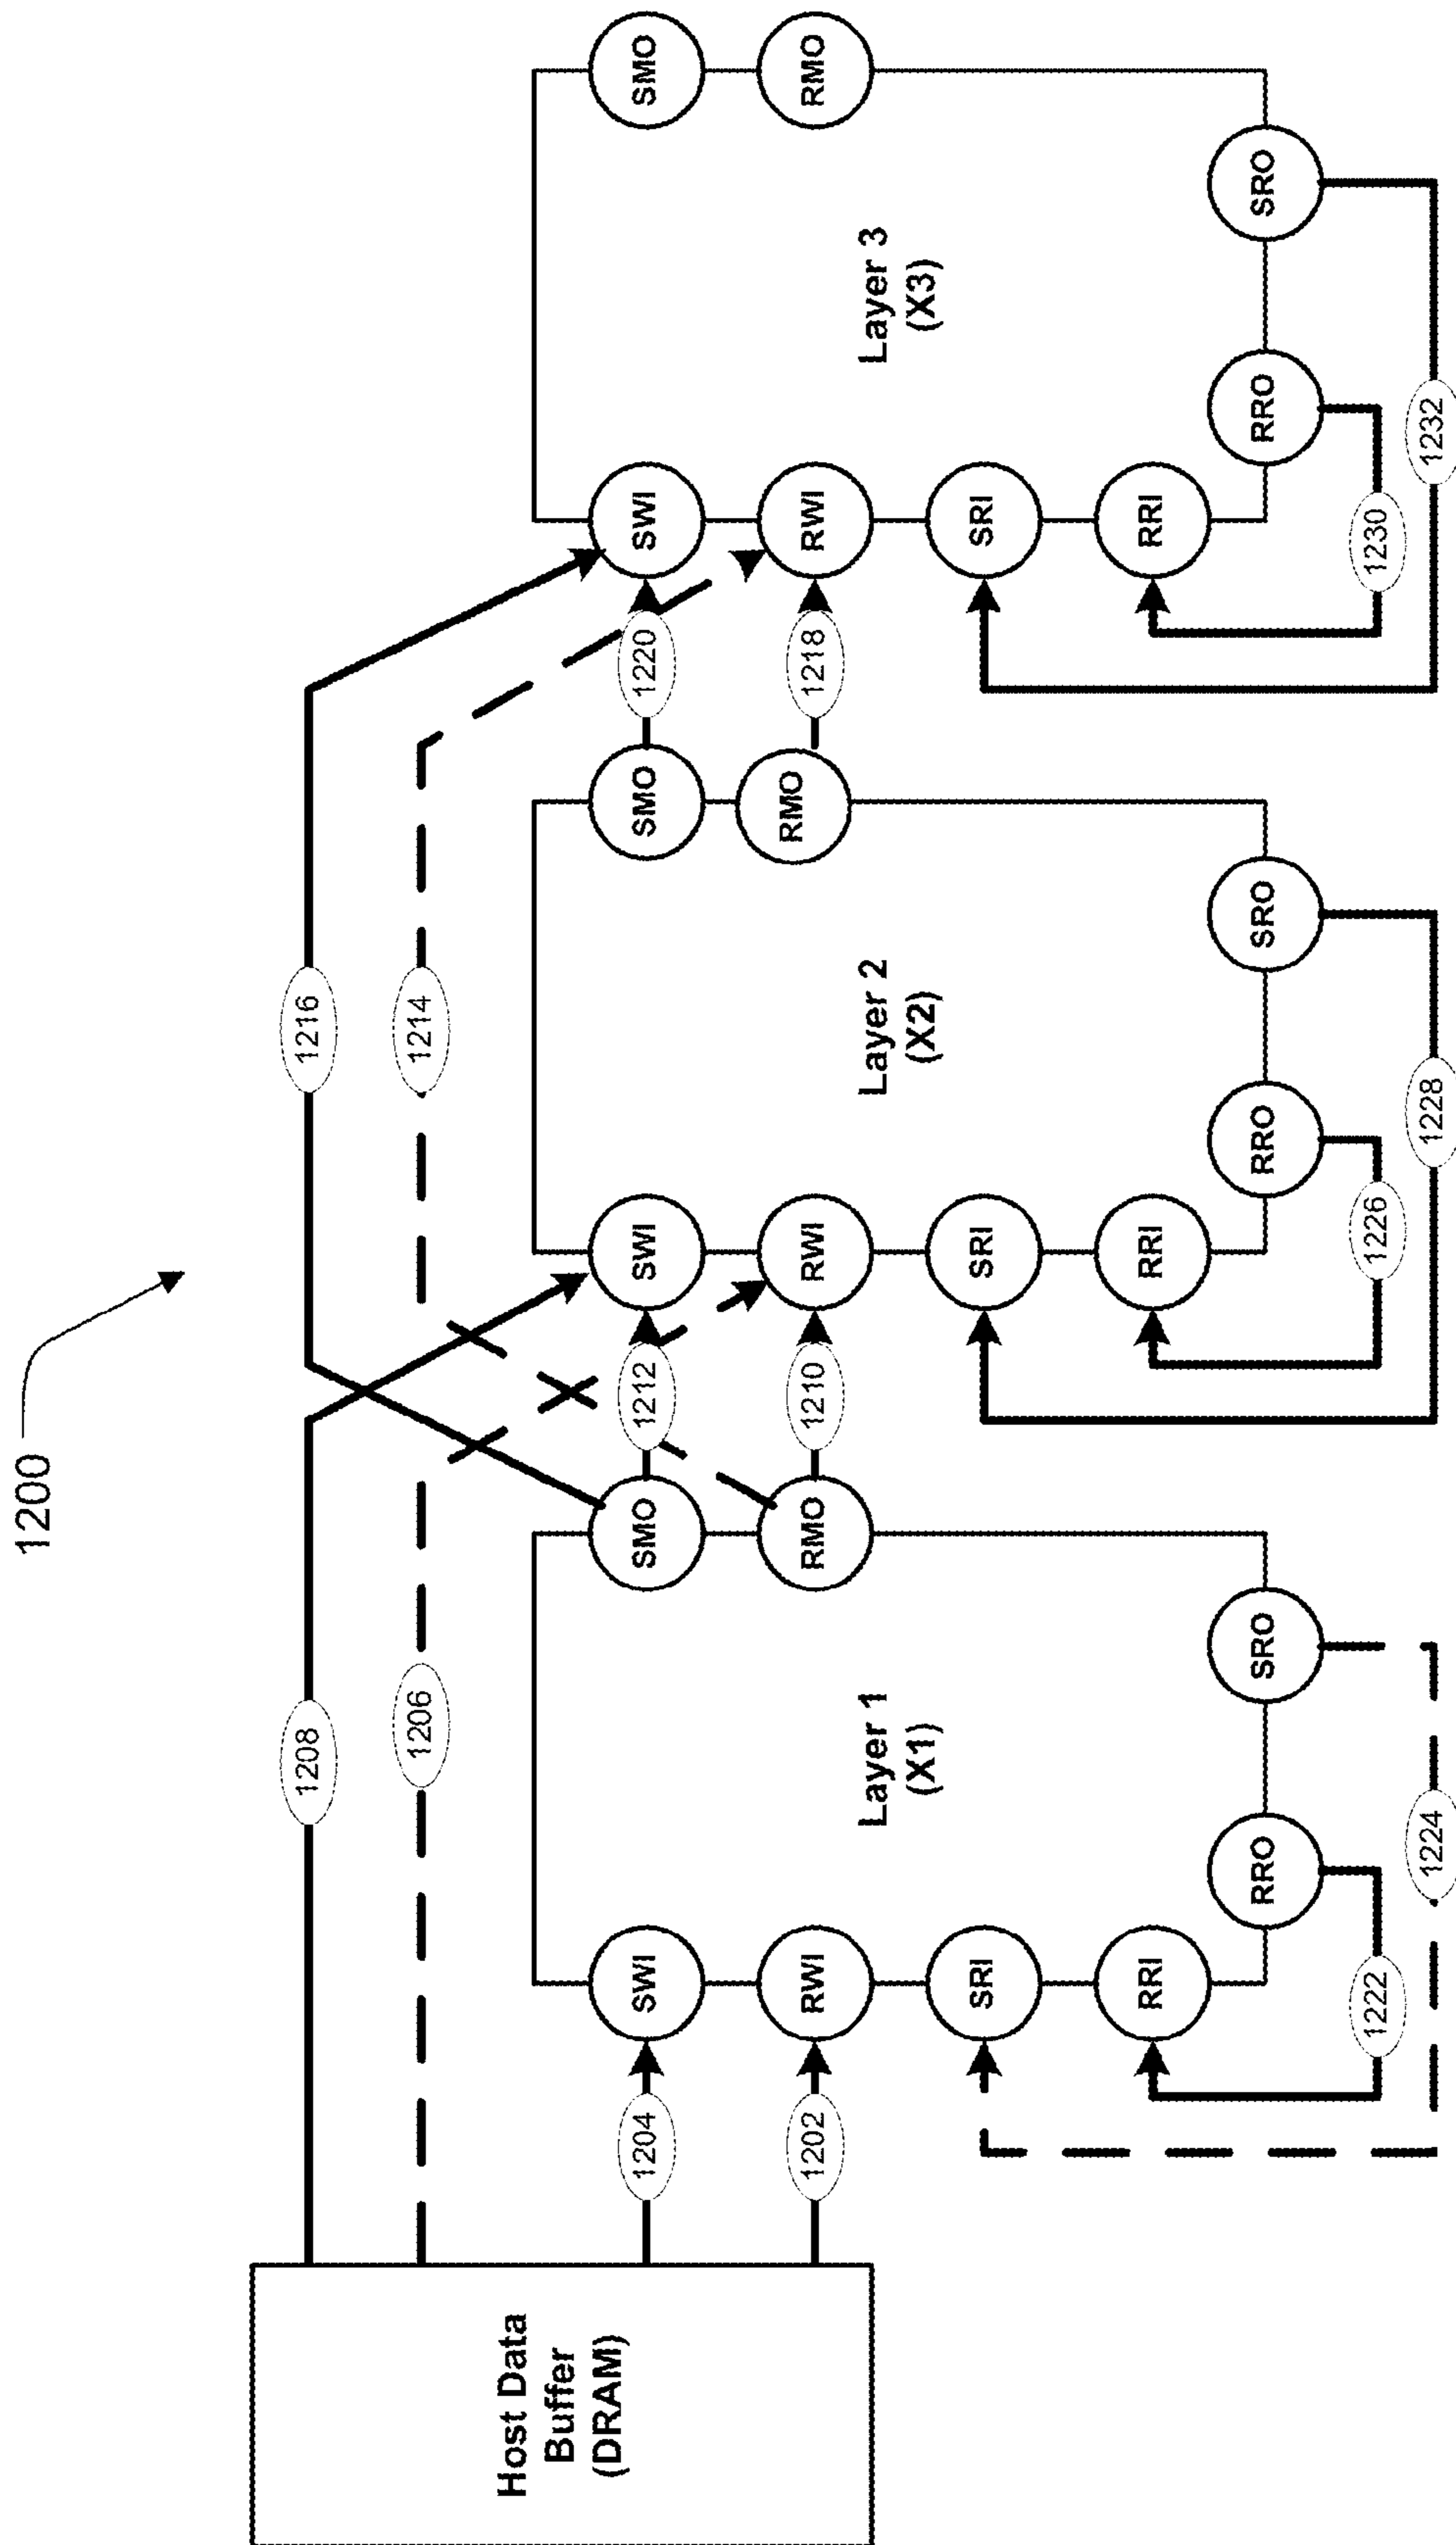 1200
Host Data
Buffer
(DRAM)
1208
1216
1206
1214
1204
1202
SWI
RWI
SRI
RRI
Layer 1
(X1)
SMO
RMO
RRO
SRO
1222
1224
1212
1210
SWI
RWI
SRI
RRI
Layer 2
(X2)
SMO
RMO
RRO
SRO
1226
1228
1220
1218
SWI
RWI
SRI
RRI
Layer 3
(X3)
SMO
RMO
RRO
SRO
1230
1232